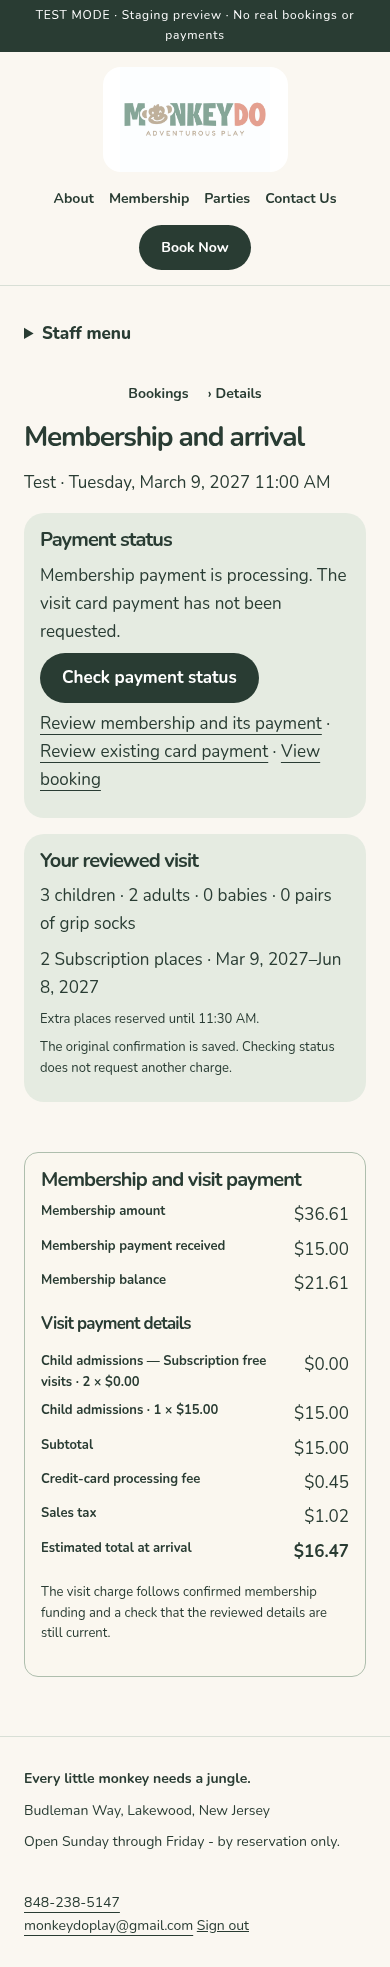 TEST MODE · Staging preview · No real bookings or
payments
MONKEYDO
ADVENTUROUS PLAY
About Membership Parties Contact Us
Book Now
▶ Staff menu
Bookings › Details
Membership and arrival
Test · Tuesday, March 9, 2027 11:00 AM
Payment status
Membership payment is processing. The
visit card payment has not been
requested.
Check payment status
Review membership and its payment ·
Review existing card payment · View
booking
Your reviewed visit
3 children · 2 adults · 0 babies · 0 pairs
of grip socks
2 Subscription places · Mar 9, 2027–Jun
8, 2027
Extra places reserved until 11:30 AM.
The original confirmation is saved. Checking status
does not request another charge.
Membership and visit payment
Membership amount $36.61
Membership payment received $15.00
Membership balance $21.61
Visit payment details
Child admissions — Subscription free
visits · 2 × $0.00 $0.00
Child admissions · 1 × $15.00 $15.00
Subtotal $15.00
Credit-card processing fee $0.45
Sales tax $1.02
Estimated total at arrival $16.47
The visit charge follows confirmed membership
funding and a check that the reviewed details are
still current.
Every little monkey needs a jungle.
Budleman Way, Lakewood, New Jersey
Open Sunday through Friday - by reservation only.
848-238-5147
monkeydoplay@gmail.com Sign out